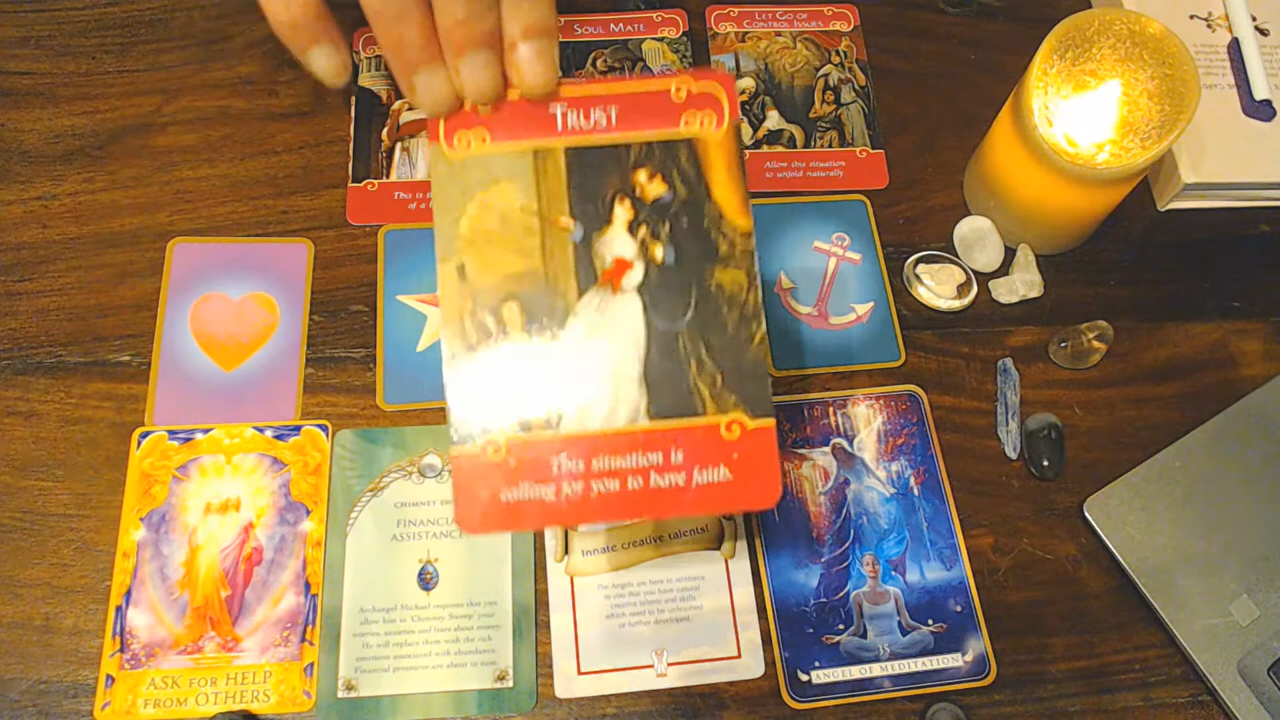 SOUL MATE
LET GO OF
CONTROL ISSUES
Allow this situation
to unfold naturally
This is
of a
TRUST
This situation is
calling for you to have faith.
CHIMNEY
FINANCIAL
ASSISTANCE
Archangel Michael requests that you
allow him to 'Chimney Sweep' your
worries, anxieties and fears about money.
He will replace them with the rich
emotions associated with abundance.
Financial pressures are about to ease.
Innate creative talents!
The Angels are here to reinforce
to you that you have natural
creative talents and skills
which need to be unleashed
or further developed.
35
ANGEL OF MEDITATION
ASK FOR HELP
FROM OTHERS